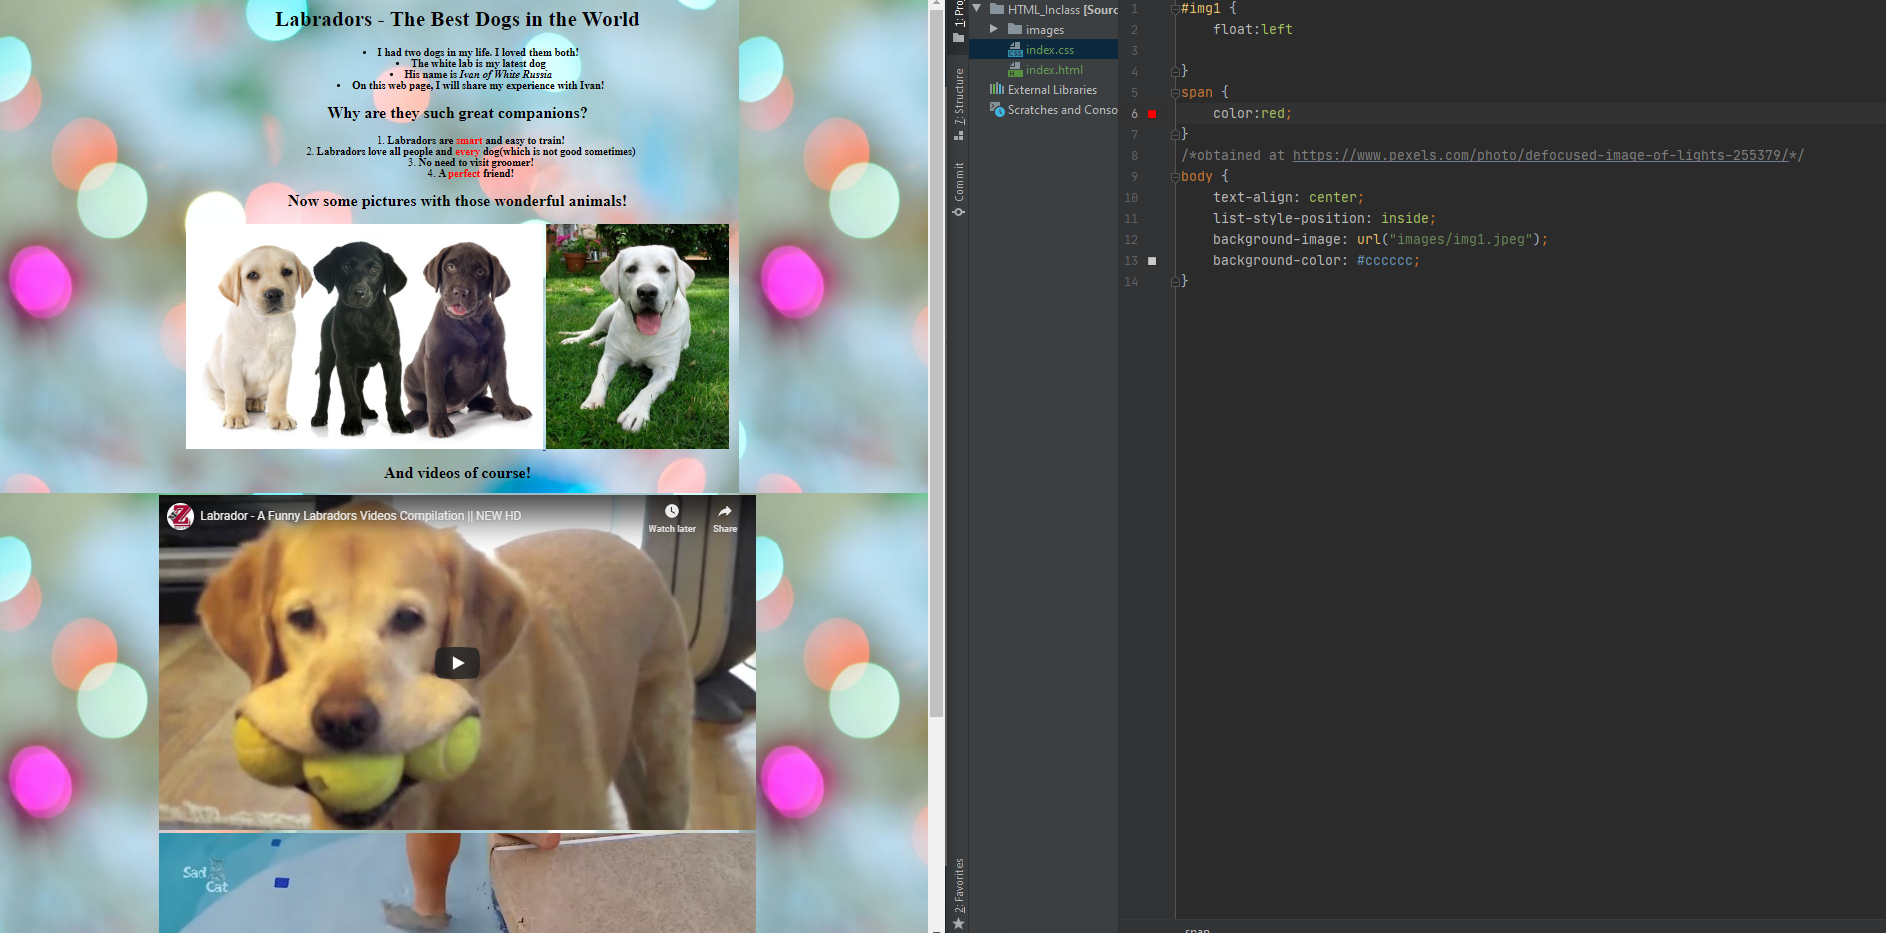 Labradors - The Best Dogs in the World
• I had two dogs in my life. I loved them both!
• The white lab is my latest dog
• His name is Ivan of White Russia
• On this web page, I will share my experience with Ivan!
Why are they such great companions?
1. Labradors are smart and easy to train!
2. Labradors love all people and every dog(which is not good sometimes)
3. No need to visit groomer!
4. A perfect friend!
Now some pictures with those wonderful animals!
And videos of course!
Z
Labrador - A Funny Labradors Videos Compilation || NEW HD
Watch later
Share
Sad
Cat
1: Pro
7: Structure
Commit
2: Favorites
HTML_Inclass [Sourc
images
CSS
index.css
H
index.html
External Libraries
Scratches and Conso
1 #img1 {
2 float:left
3
4 }
5 span {
6 color:red;
7 }
8 /*obtained at https://www.pexels.com/photo/defocused-image-of-lights-255379/*/
9 body {
10 text-align: center;
11 list-style-position: inside;
12 background-image: url("images/img1.jpeg");
13 background-color: #cccccc;
14 }
span